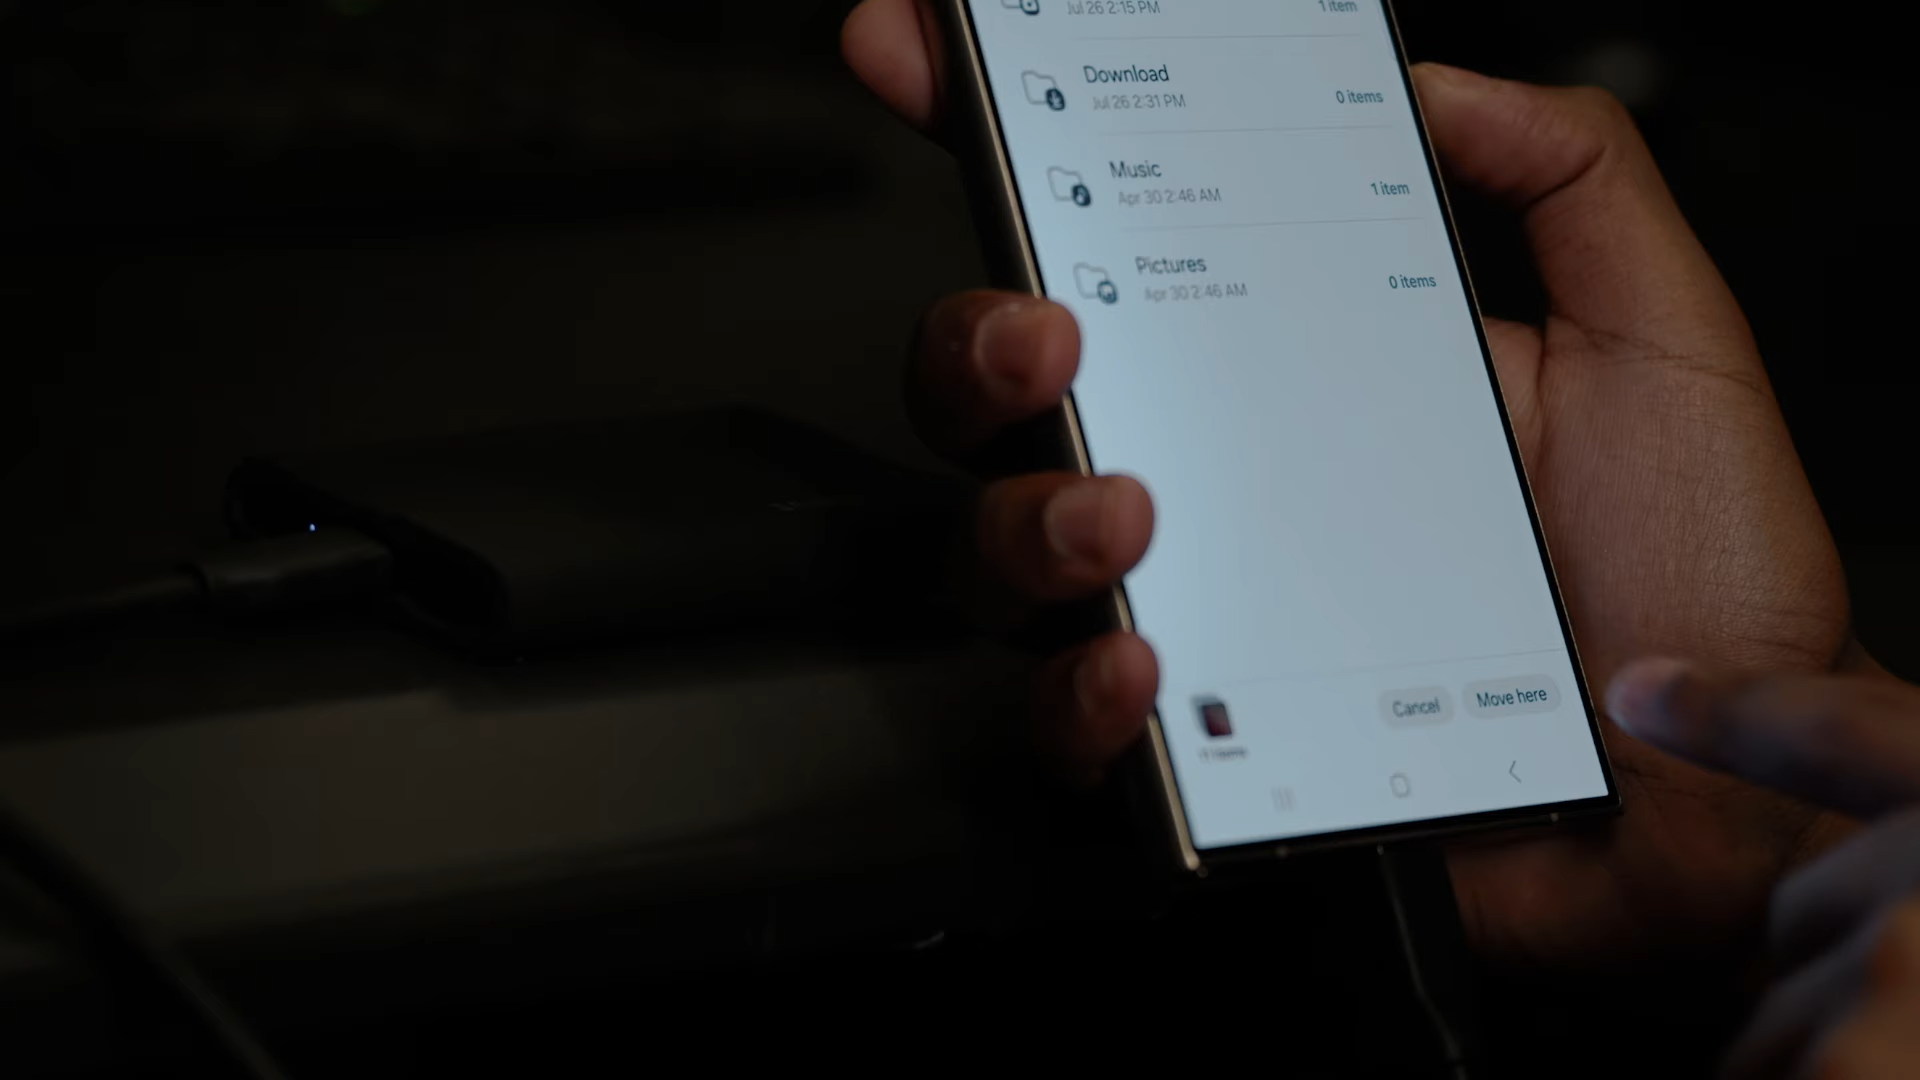 Jul 26 2:15 PM
1 item
Download
Jul 26 2:31 PM
0 items
Music
Apr 30 2:46 AM
1 item
Pictures
Apr 30 2:46 AM
0 items
Cancel
Move here
items